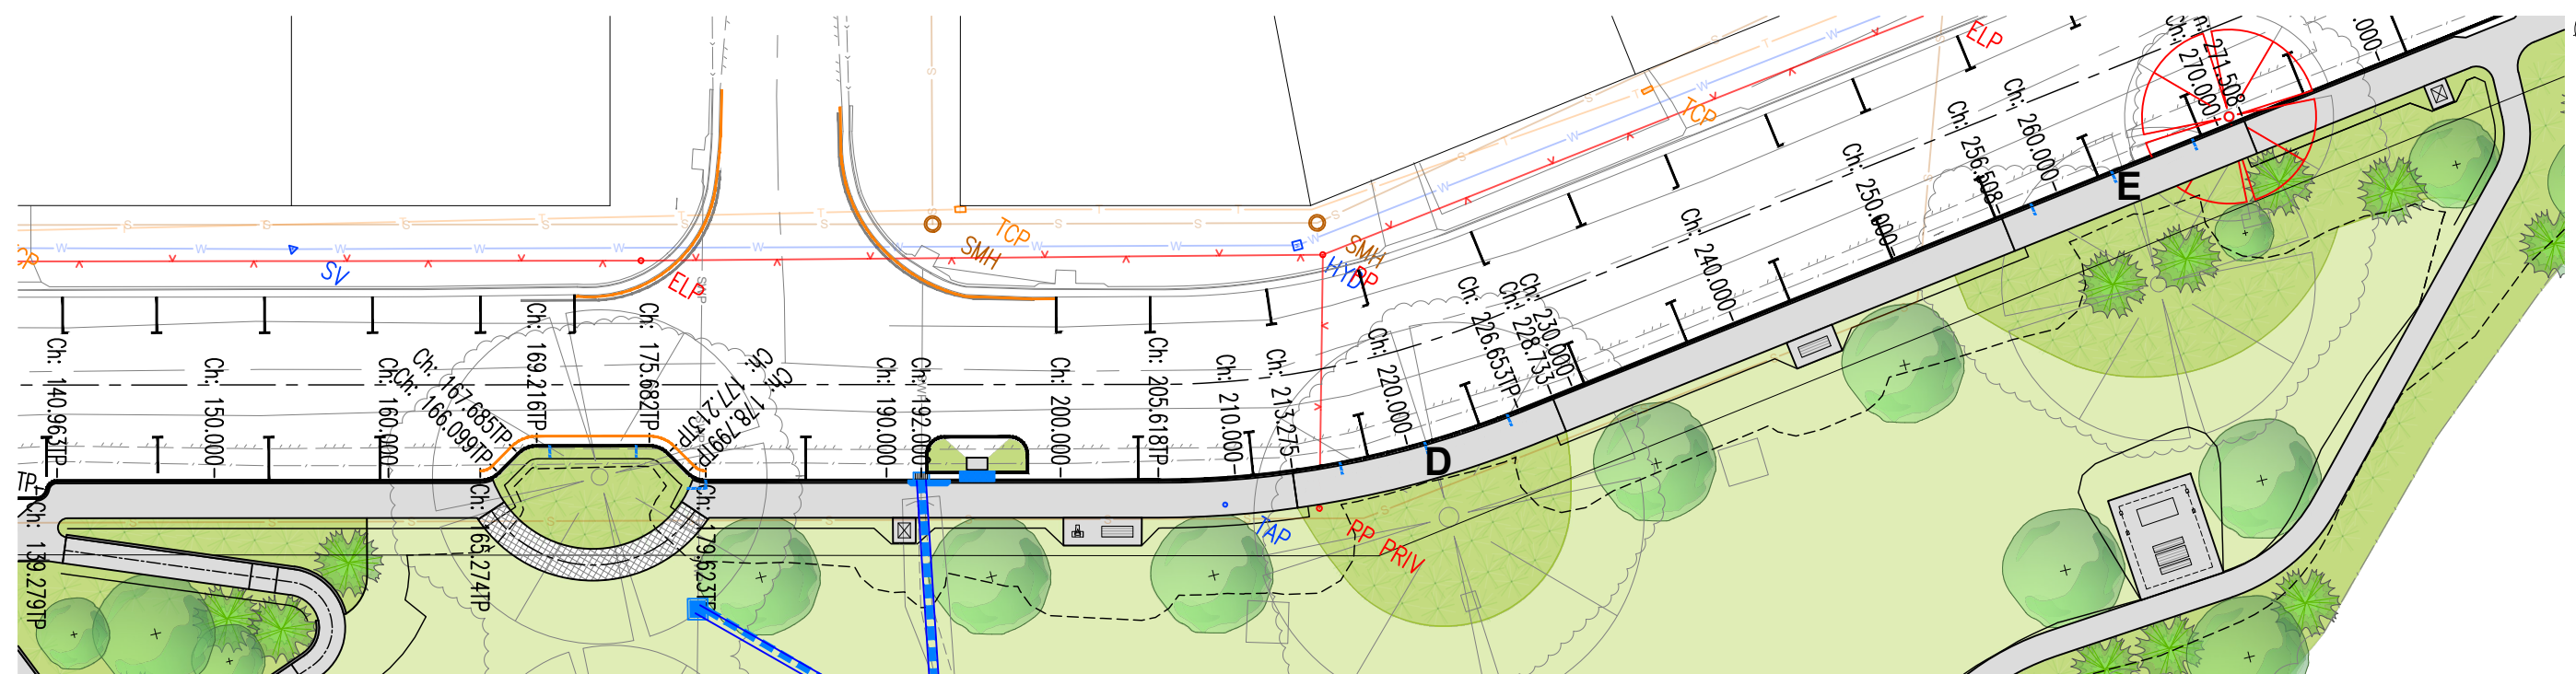 ELP
TCP
Ch: 271.508
Ch: 270.000
.000
Ch: 260.000
Ch: 256.508
Ch: 250.000
E
Ch: 240.000
TCP
SMH
SMH
HYD
SV
ELP
Ch: 140.963TP
Ch: 150.000
Ch: 160.000
Ch: 166.099TP
Ch: 167.685TP
Ch: 169.216TP
Ch: 175.682TP
Ch: 177.213TP
Ch: 178.799TP
Ch: 190.000
Ch: 192.000
Ch: 200.000
Ch: 205.618TP
Ch: 210.000
Ch: 213.275
Ch: 220.000
Ch: 226.653TP
Ch: 228.733
Ch: 230.000
D
TP
Ch: 139.279TP
Ch: 165.274TP
Ch: 179.623TP
TAP
PP PRIV
S S S S S S
T T T T T T
W W W W W W W W